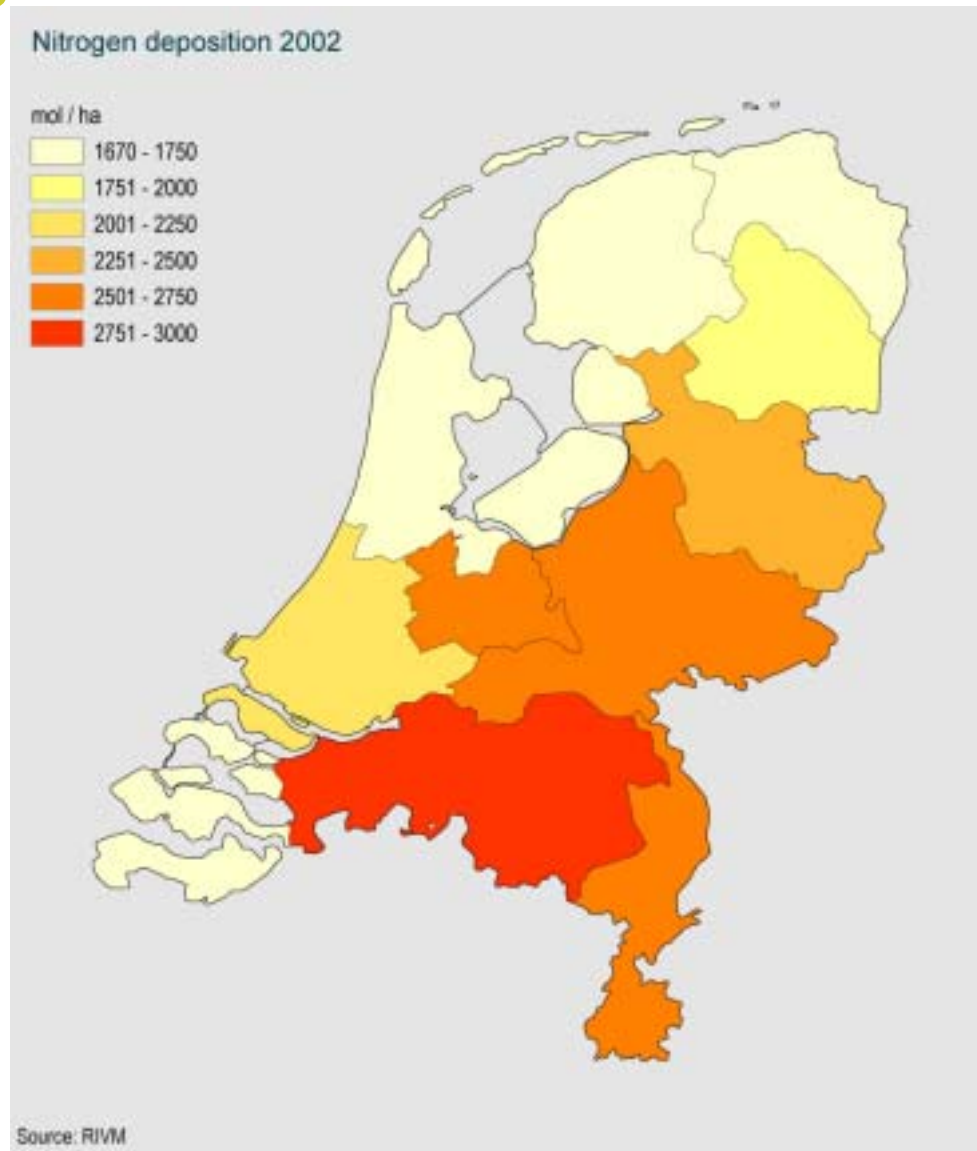 Nitrogen deposition 2002
mol / ha
1670 - 1750
1751 - 2000
2001 - 2250
2251 - 2500
2501 - 2750
2751 - 3000
Source: RIVM